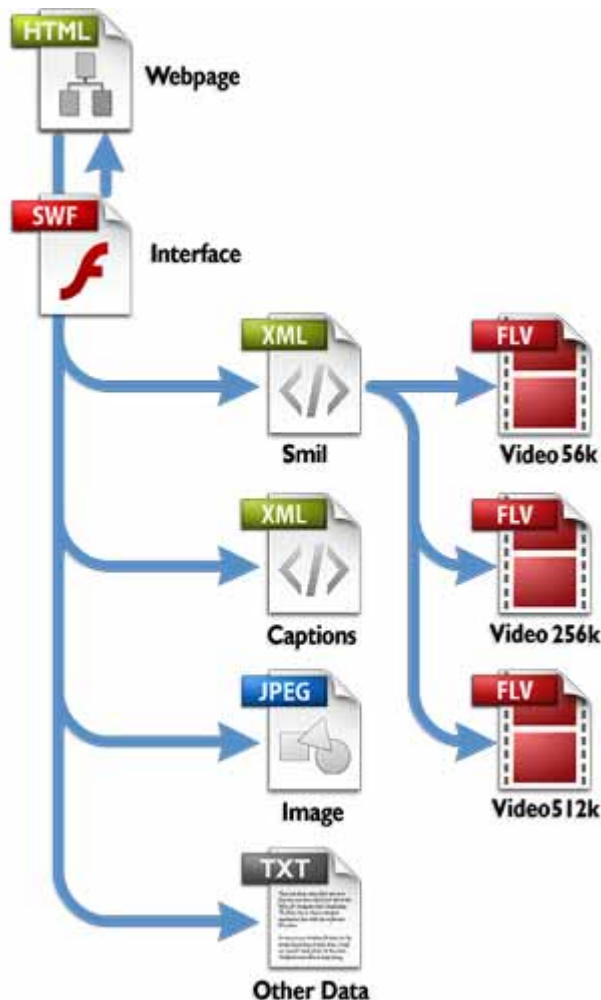 HTML
Webpage
SWF
Interface
XML
Smil
FLV
Video 56k
XML
Captions
FLV
Video 256k
JPEG
Image
FLV
Video 512k
TXT
Other Data